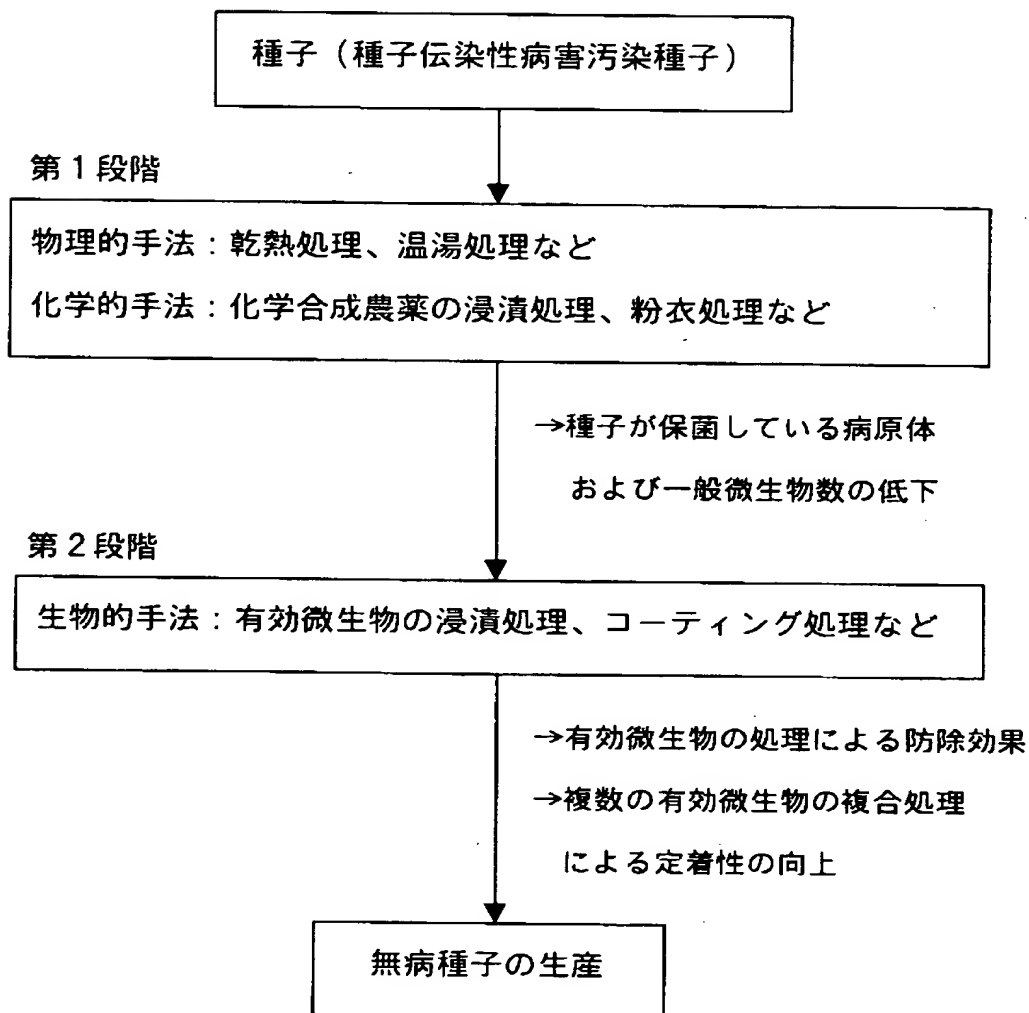 種子（種子伝染性病害汚染種子）
第１段階
物理的手法：乾熱処理、温湯処理など
化学的手法：化学合成農薬の浸漬処理、粉衣処理など
→種子が保菌している病原体
および一般微生物数の低下
第２段階
生物的手法：有効微生物の浸漬処理、コーティング処理など
→有効微生物の処理による防除効果
→複数の有効微生物の複合処理
による定着性の向上
無病種子の生産